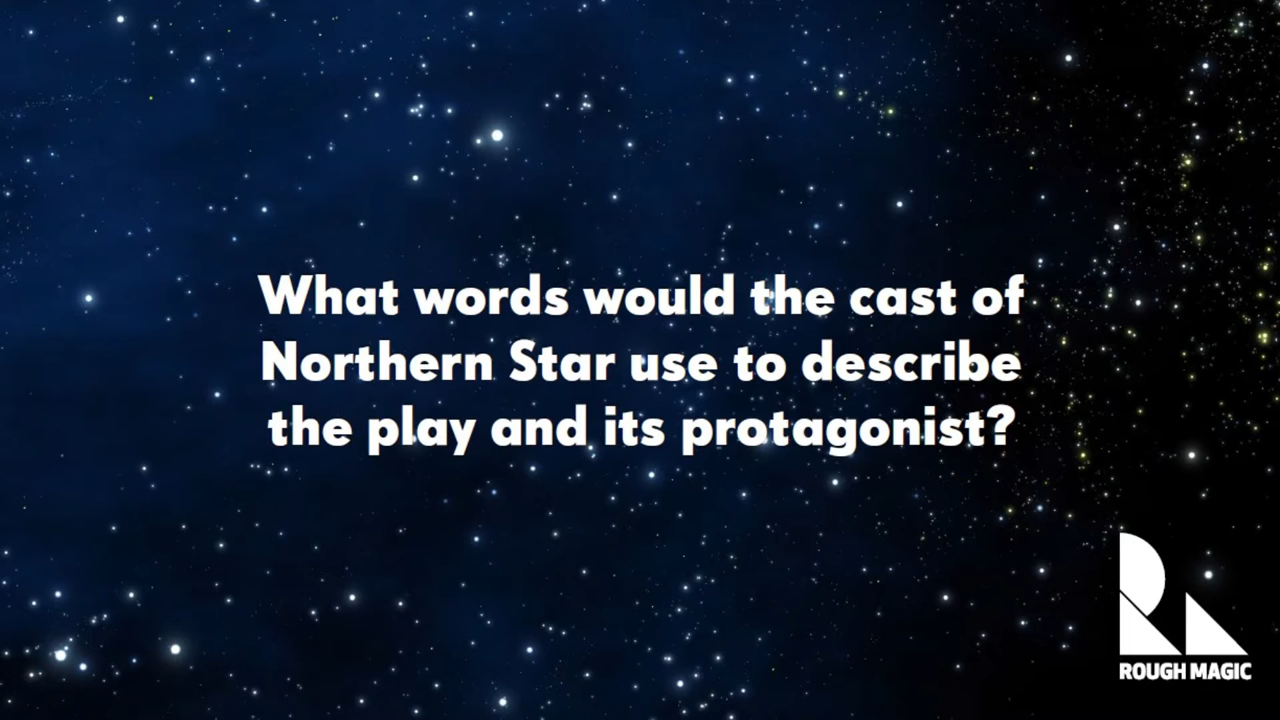 What words would the cast of
Northern Star use to describe
the play and its protagonist?
ROUGH MAGIC